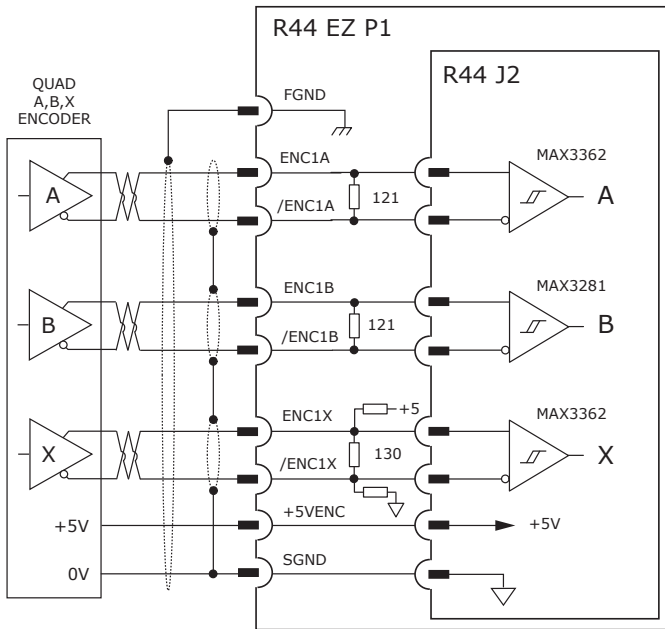 R44 EZ P1
R44 J2
QUAD
A,B,X
ENCODER
FGND
ENC1A
MAX3362
A
121
A
/ENC1A
ENC1B
MAX3281
B
121
B
/ENC1B
ENC1X
+5
MAX3362
X
130
X
/ENC1X
+5V
+5VENC
+5V
0V
SGND